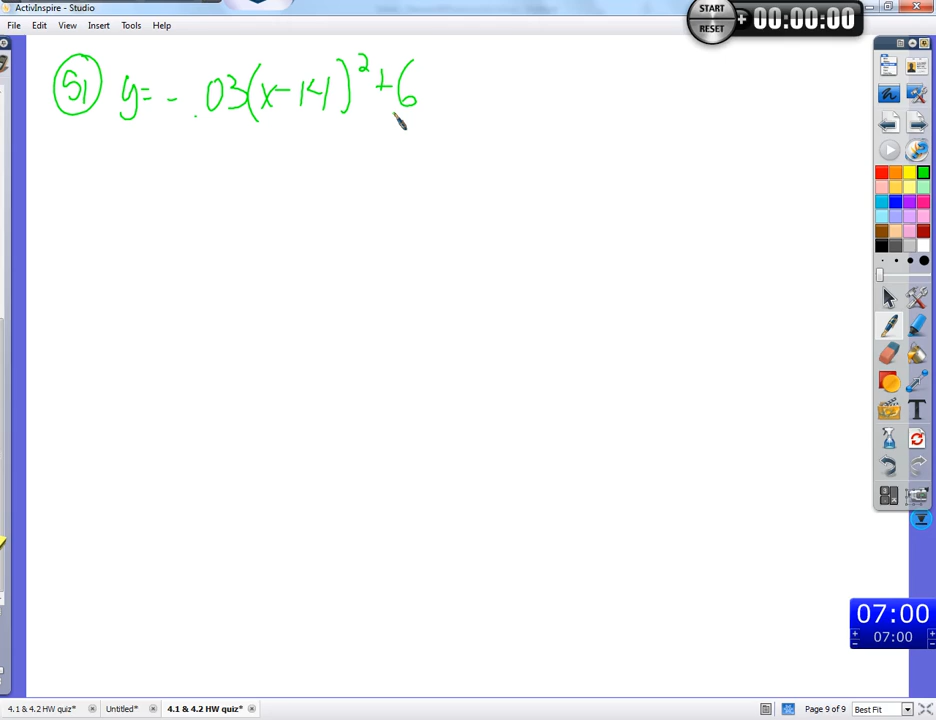 ActivInspire - Studio
START
RESET
+ 00:00:00
File Edit View Insert Tools Help
51 y= - .03(x-14)²+6
T
07:00
07:00
4.1 & 4.2 HW quiz* Untitled* 4.1 & 4.2 HW quiz*
Page 9 of 9 Best Fit